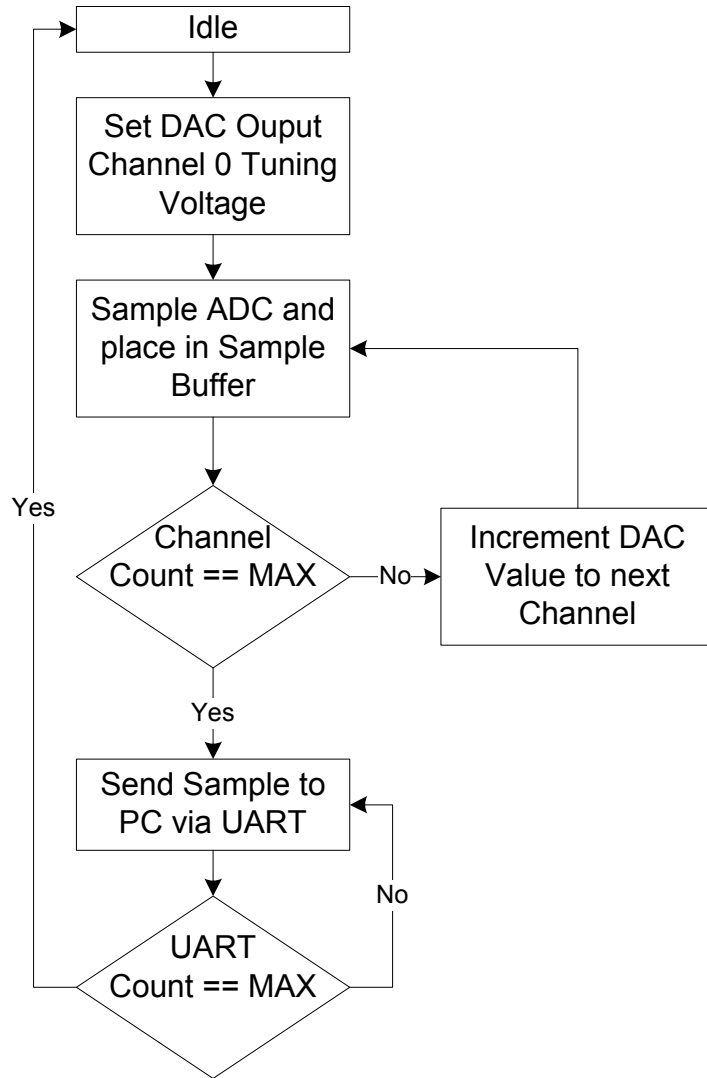 Idle
Set DAC Ouput
Channel 0 Tuning
Voltage
Sample ADC and
place in Sample
Buffer
Yes
Channel
Count == MAX
No
Increment DAC
Value to next
Channel
Yes
Send Sample to
PC via UART
No
UART
Count == MAX